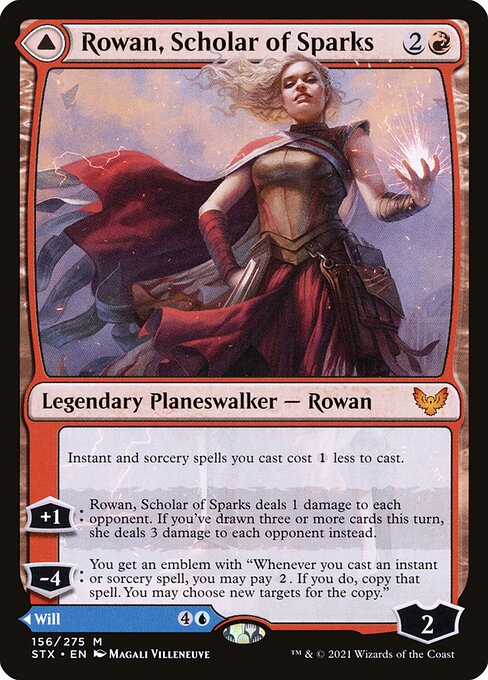 Rowan, Scholar of Sparks 2
Legendary Planeswalker — Rowan
Instant and sorcery spells you cast cost 1 less to cast.
+1: Rowan, Scholar of Sparks deals 1 damage to each
opponent. If you've drawn three or more cards this turn,
she deals 3 damage to each opponent instead.
−4: You get an emblem with "Whenever you cast an instant
or sorcery spell, you may pay 2. If you do, copy that
spell. You may choose new targets for the copy."
Will 4
2
156/275 M
STX • EN Magali Villeneuve
™ & © 2021 Wizards of the Coast